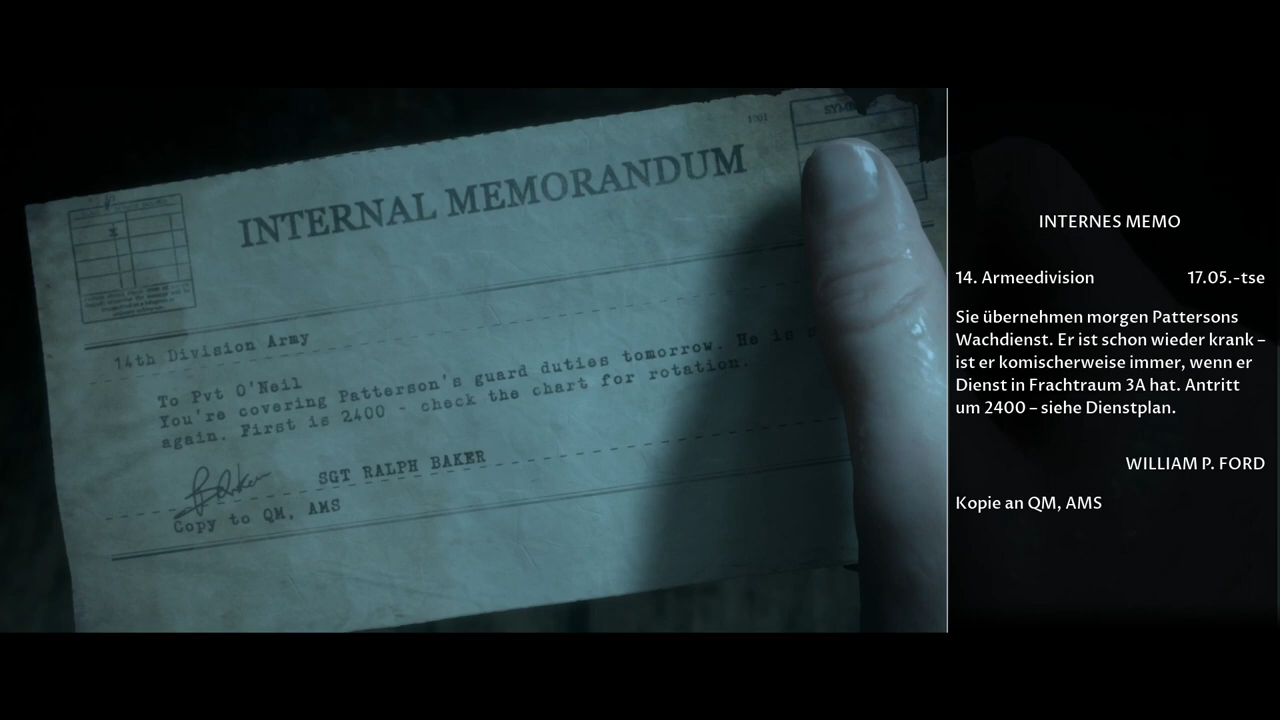 1001
SYM
INTERNAL MEMORANDUM
X
14th Division Army
To Pvt O'Neil
You're covering Patterson's guard duties tomorrow. He is
again. First is 2400 - check the chart for rotation.
Baker SGT RALPH BAKER
Copy to QM, AMS
INTERNES MEMO
14. Armeedivision 17.05.-tse
Sie übernehmen morgen Pattersons
Wachdienst. Er ist schon wieder krank –
ist er komischerweise immer, wenn er
Dienst in Frachtraum 3A hat. Antritt
um 2400 – siehe Dienstplan.
WILLIAM P. FORD
Kopie an QM, AMS